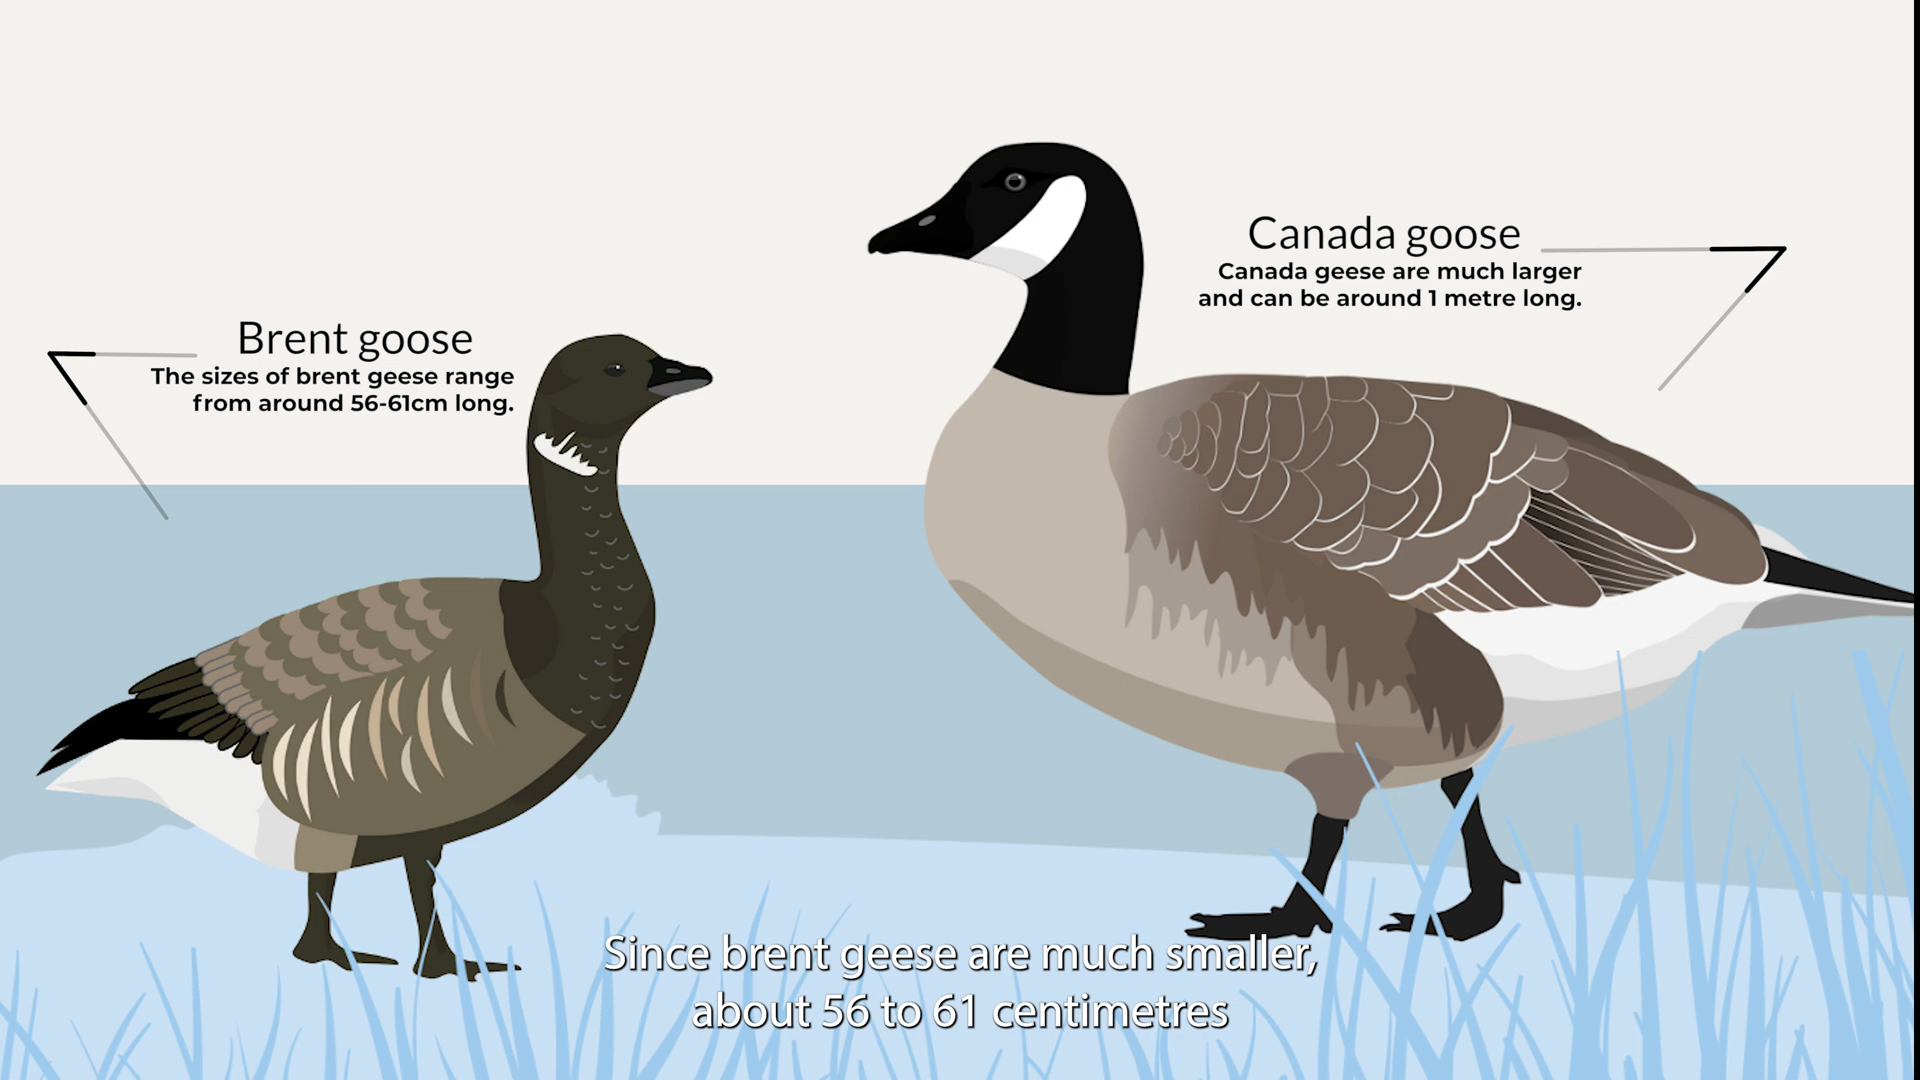 Brent goose
The sizes of brent geese range
from around 56-61cm long.
Canada goose
Canada geese are much larger
and can be around 1 metre long.
Since brent geese are much smaller,
about 56 to 61 centimetres